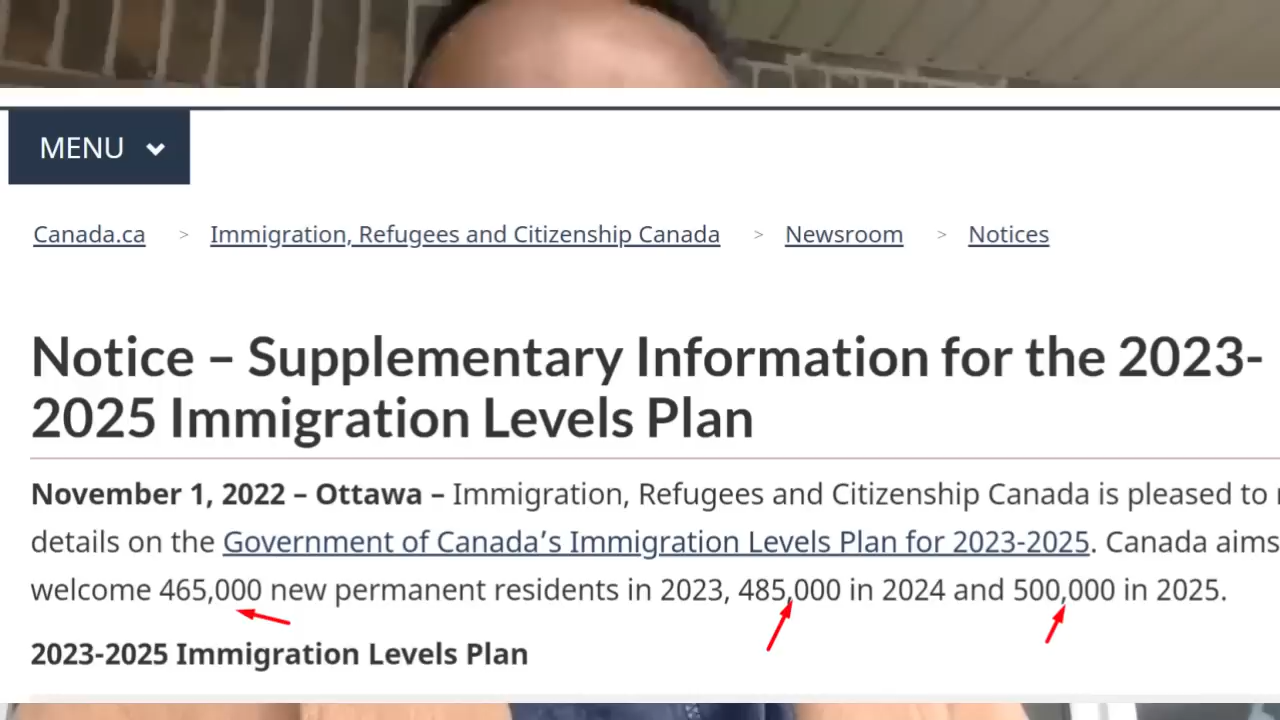 MENU
Canada.ca > Immigration, Refugees and Citizenship Canada > Newsroom > Notices
Notice – Supplementary Information for the 2023-
2025 Immigration Levels Plan
November 1, 2022 – Ottawa – Immigration, Refugees and Citizenship Canada is pleased to
details on the Government of Canada’s Immigration Levels Plan for 2023-2025. Canada aims
welcome 465,000 new permanent residents in 2023, 485,000 in 2024 and 500,000 in 2025.
2023-2025 Immigration Levels Plan